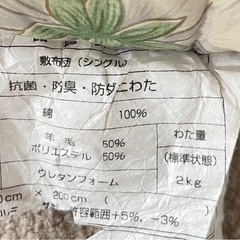 敷布団（シングル）
抗菌・防臭・防ダニわた
綿 100%
羊毛 50%
ポリエステル 50%
わた量
（標準状態）
2kg
ウレタンフォーム
0cm × 200cm
許容範囲+5%、-3%